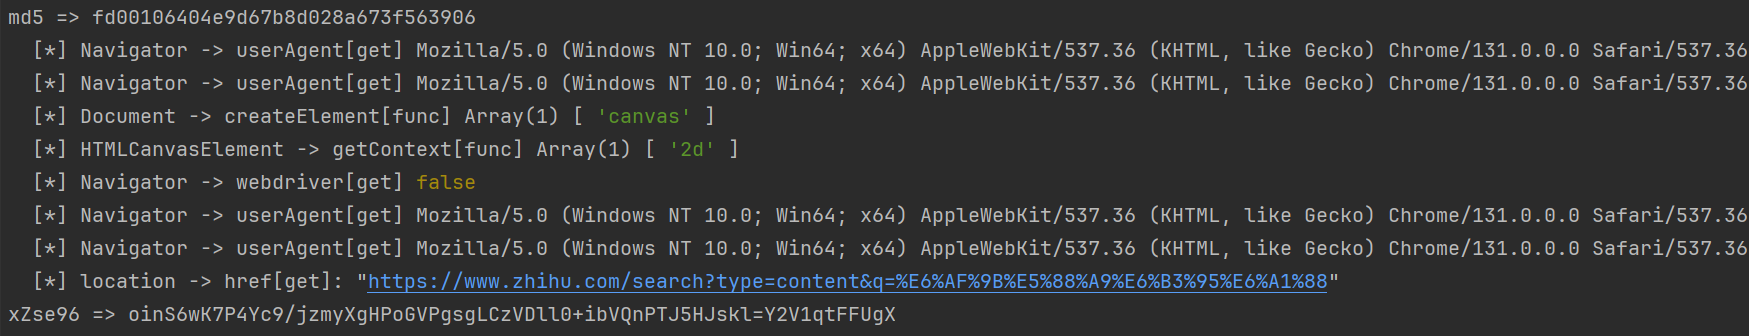 md5 => fd00106404e9d67b8d028a673f563906
[*] Navigator -> userAgent[get] Mozilla/5.0 (Windows NT 10.0; Win64; x64) AppleWebKit/537.36 (KHTML, like Gecko) Chrome/131.0.0.0 Safari/537.36
[*] Navigator -> userAgent[get] Mozilla/5.0 (Windows NT 10.0; Win64; x64) AppleWebKit/537.36 (KHTML, like Gecko) Chrome/131.0.0.0 Safari/537.36
[*] Document -> createElement[func] Array(1) [ 'canvas' ]
[*] HTMLCanvasElement -> getContext[func] Array(1) [ '2d' ]
[*] Navigator -> webdriver[get] false
[*] Navigator -> userAgent[get] Mozilla/5.0 (Windows NT 10.0; Win64; x64) AppleWebKit/537.36 (KHTML, like Gecko) Chrome/131.0.0.0 Safari/537.36
[*] Navigator -> userAgent[get] Mozilla/5.0 (Windows NT 10.0; Win64; x64) AppleWebKit/537.36 (KHTML, like Gecko) Chrome/131.0.0.0 Safari/537.36
[*] location -> href[get]: "https://www.zhihu.com/search?type=content&q=%E6%AF%9B%E5%88%A9%E6%B3%95%E6%A1%88"
xZse96 => oinS6wK7P4Yc9/jzmyXgHPoGVPgsgLCzVDll0+ibVQnPTJ5HJskl=Y2V1qtFFUgX